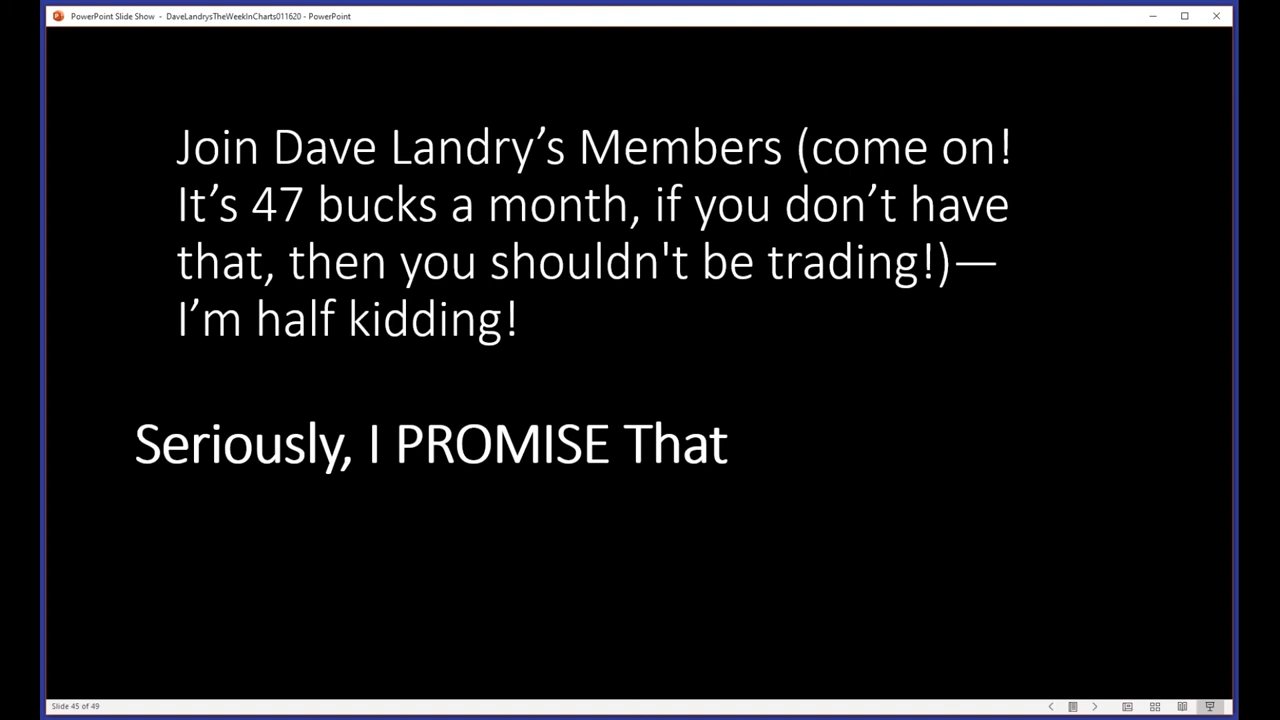 PowerPoint Slide Show - DaveLandrysTheWeekInCharts011620 - PowerPoint
Join Dave Landry’s Members (come on!
It’s 47 bucks a month, if you don’t have
that, then you shouldn't be trading!)—
I’m half kidding!
Seriously, I PROMISE That
Slide 45 of 49